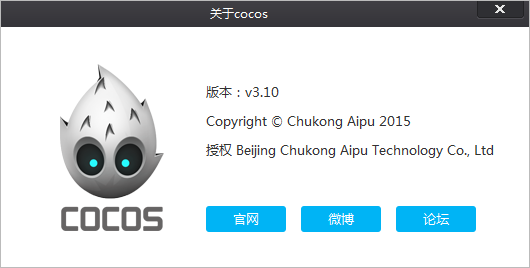 关于cocos
版本：v3.10
Copyright © Chukong Aipu 2015
授权 Beijing Chukong Aipu Technology Co., Ltd
COCOS
官网
微博
论坛